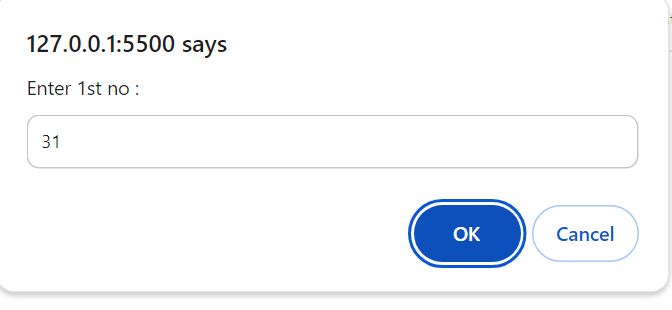 127.0.0.1:5500 says
Enter 1st no :
31
OK
Cancel